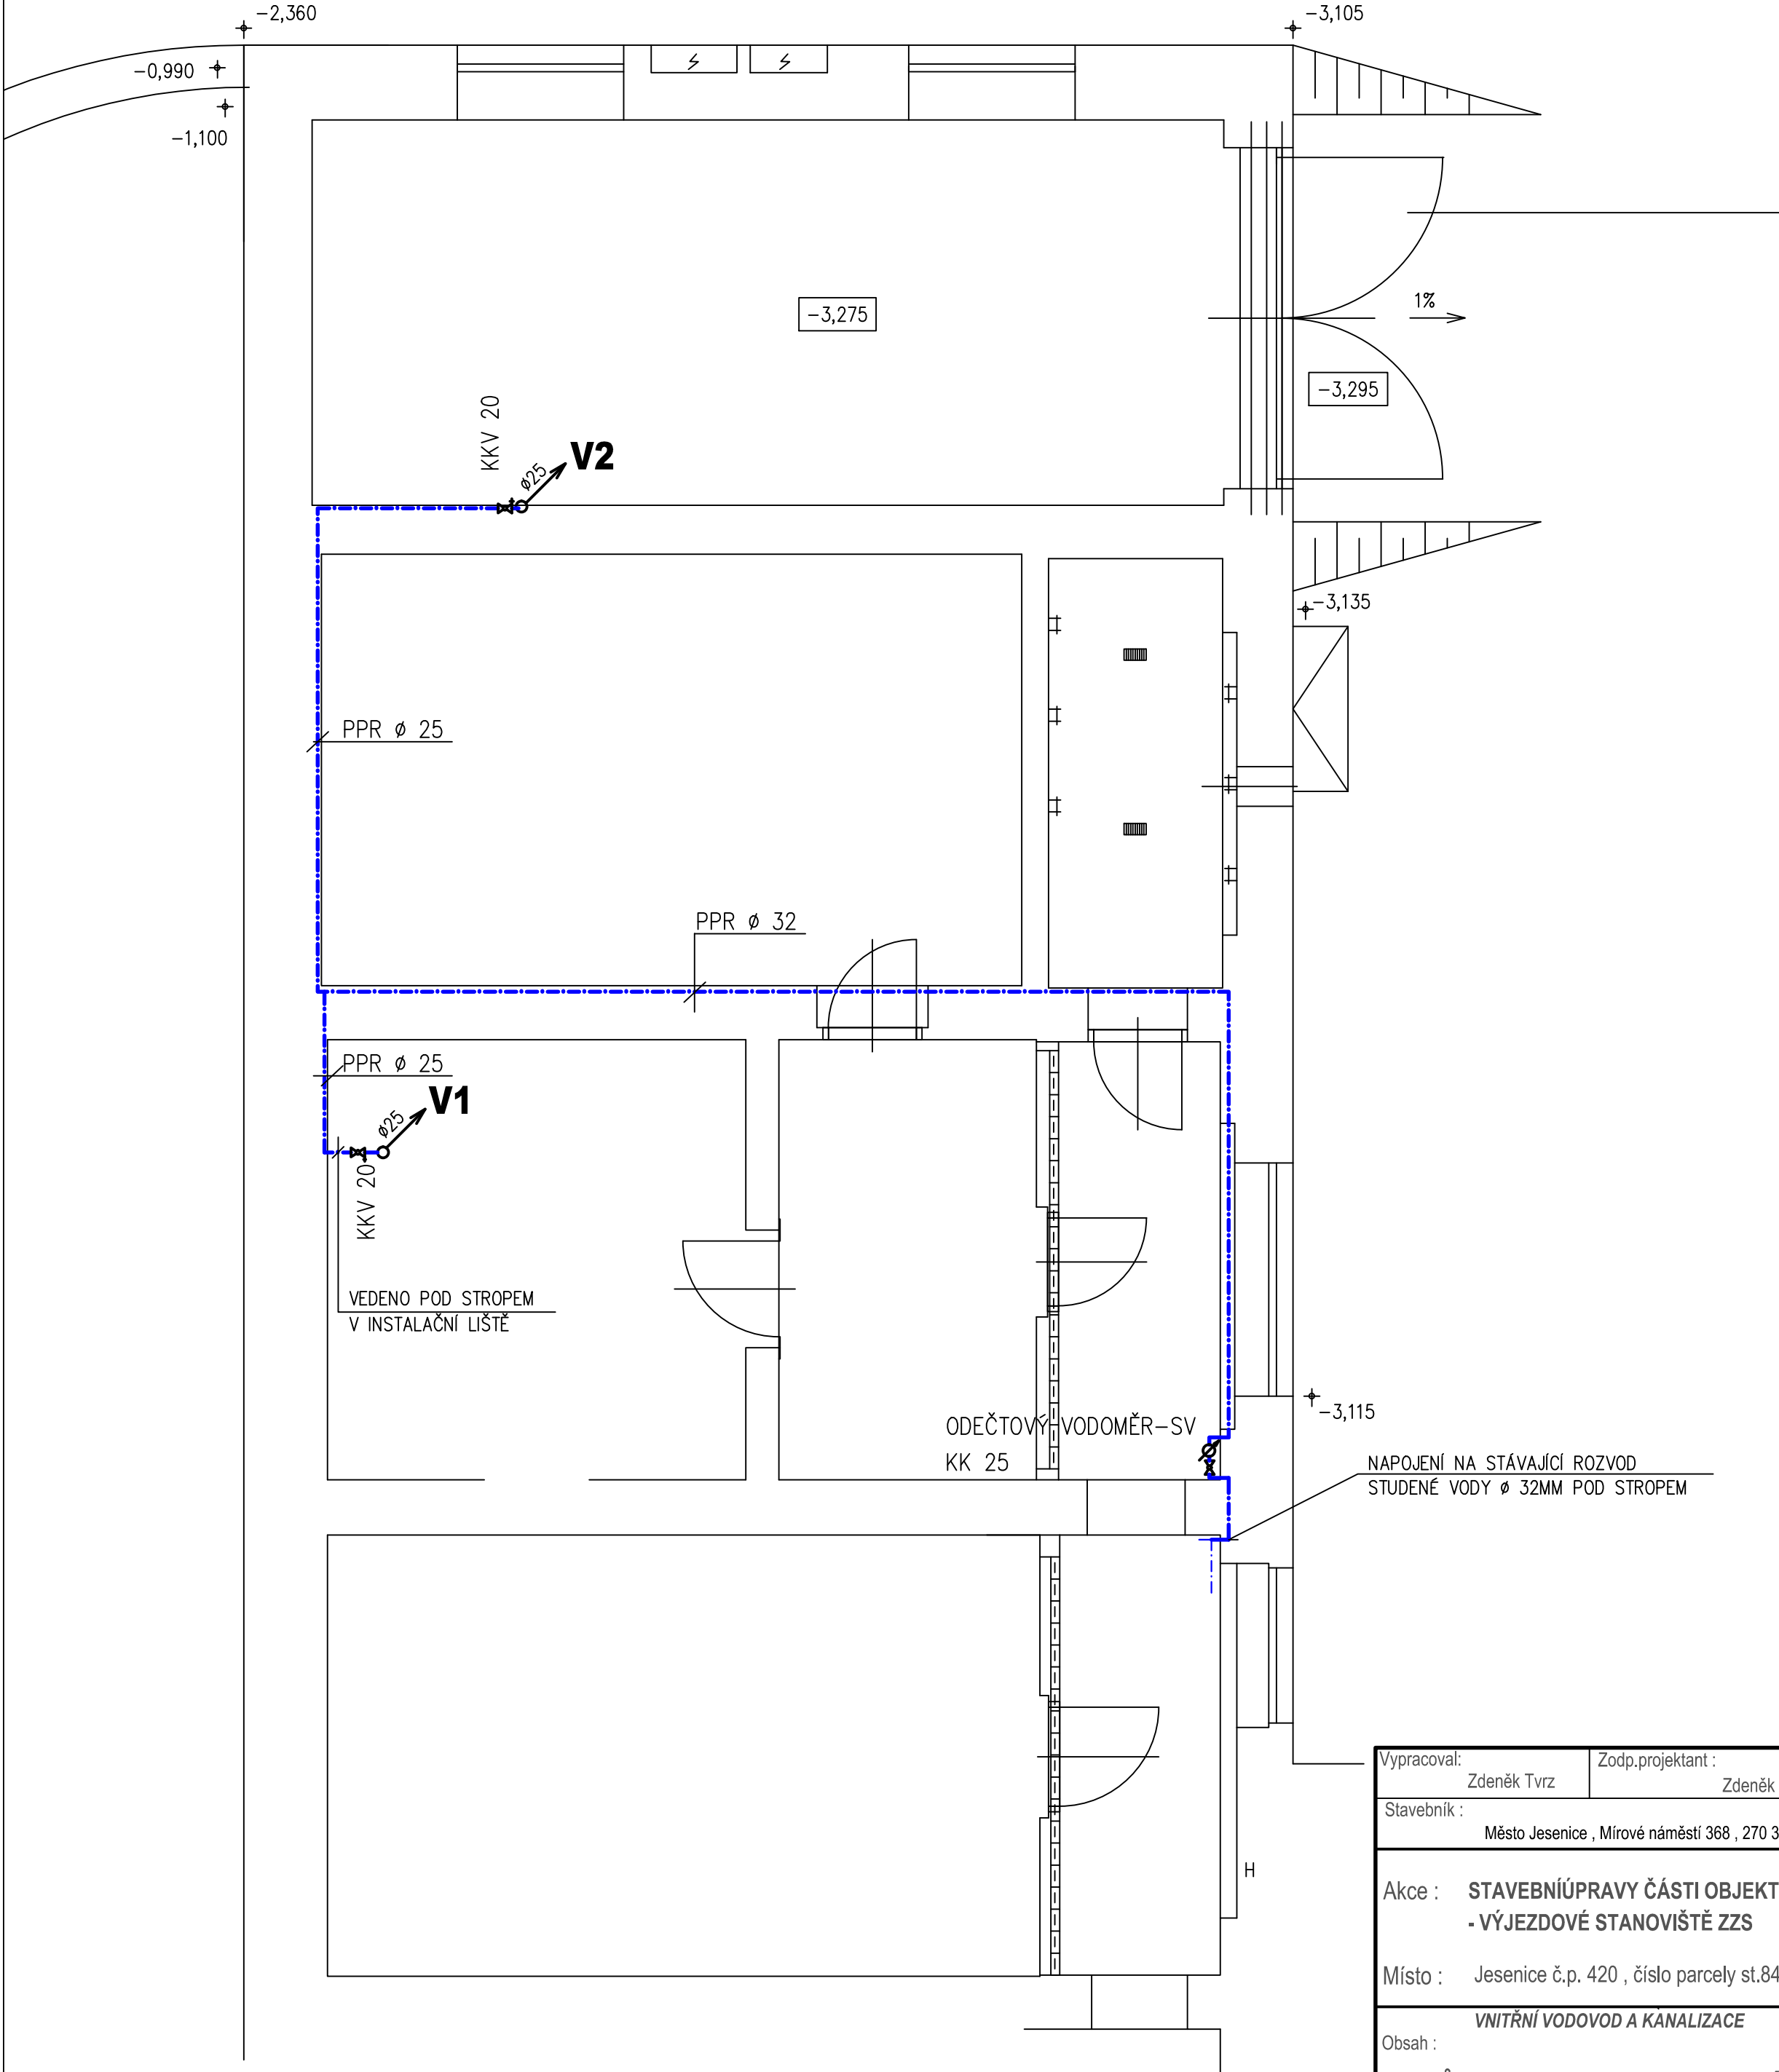 -2,360
-3,105
-0,990
-1,100
1%
-3,275
-3,295
KKV 20
ø25
V2
-3,135
PPR ø 25
PPR ø 32
PPR ø 25
ø25
V1
KKV 20
VEDENO POD STROPEM
V INSTALAČNÍ LIŠTĚ
-3,115
ODEČTOVÝ VODOMĚR-SV
KK 25
NAPOJENÍ NA STÁVAJÍCÍ ROZVOD
STUDENÉ VODY ø 32MM POD STROPEM
Vypracoval:
Zodp.projektant :
Zdeněk Tvrz
Zdeněk
Stavebník :
Město Jesenice , Mírové náměstí 368 , 270 3
H
Akce : STAVEBNÍÚPRAVY ČÁSTI OBJEKT
- VÝJEZDOVÉ STANOVIŠTĚ ZZS
Místo : Jesenice č.p. 420 , číslo parcely st.84
VNITŘNÍ VODOVOD A KANALIZACE
Obsah :